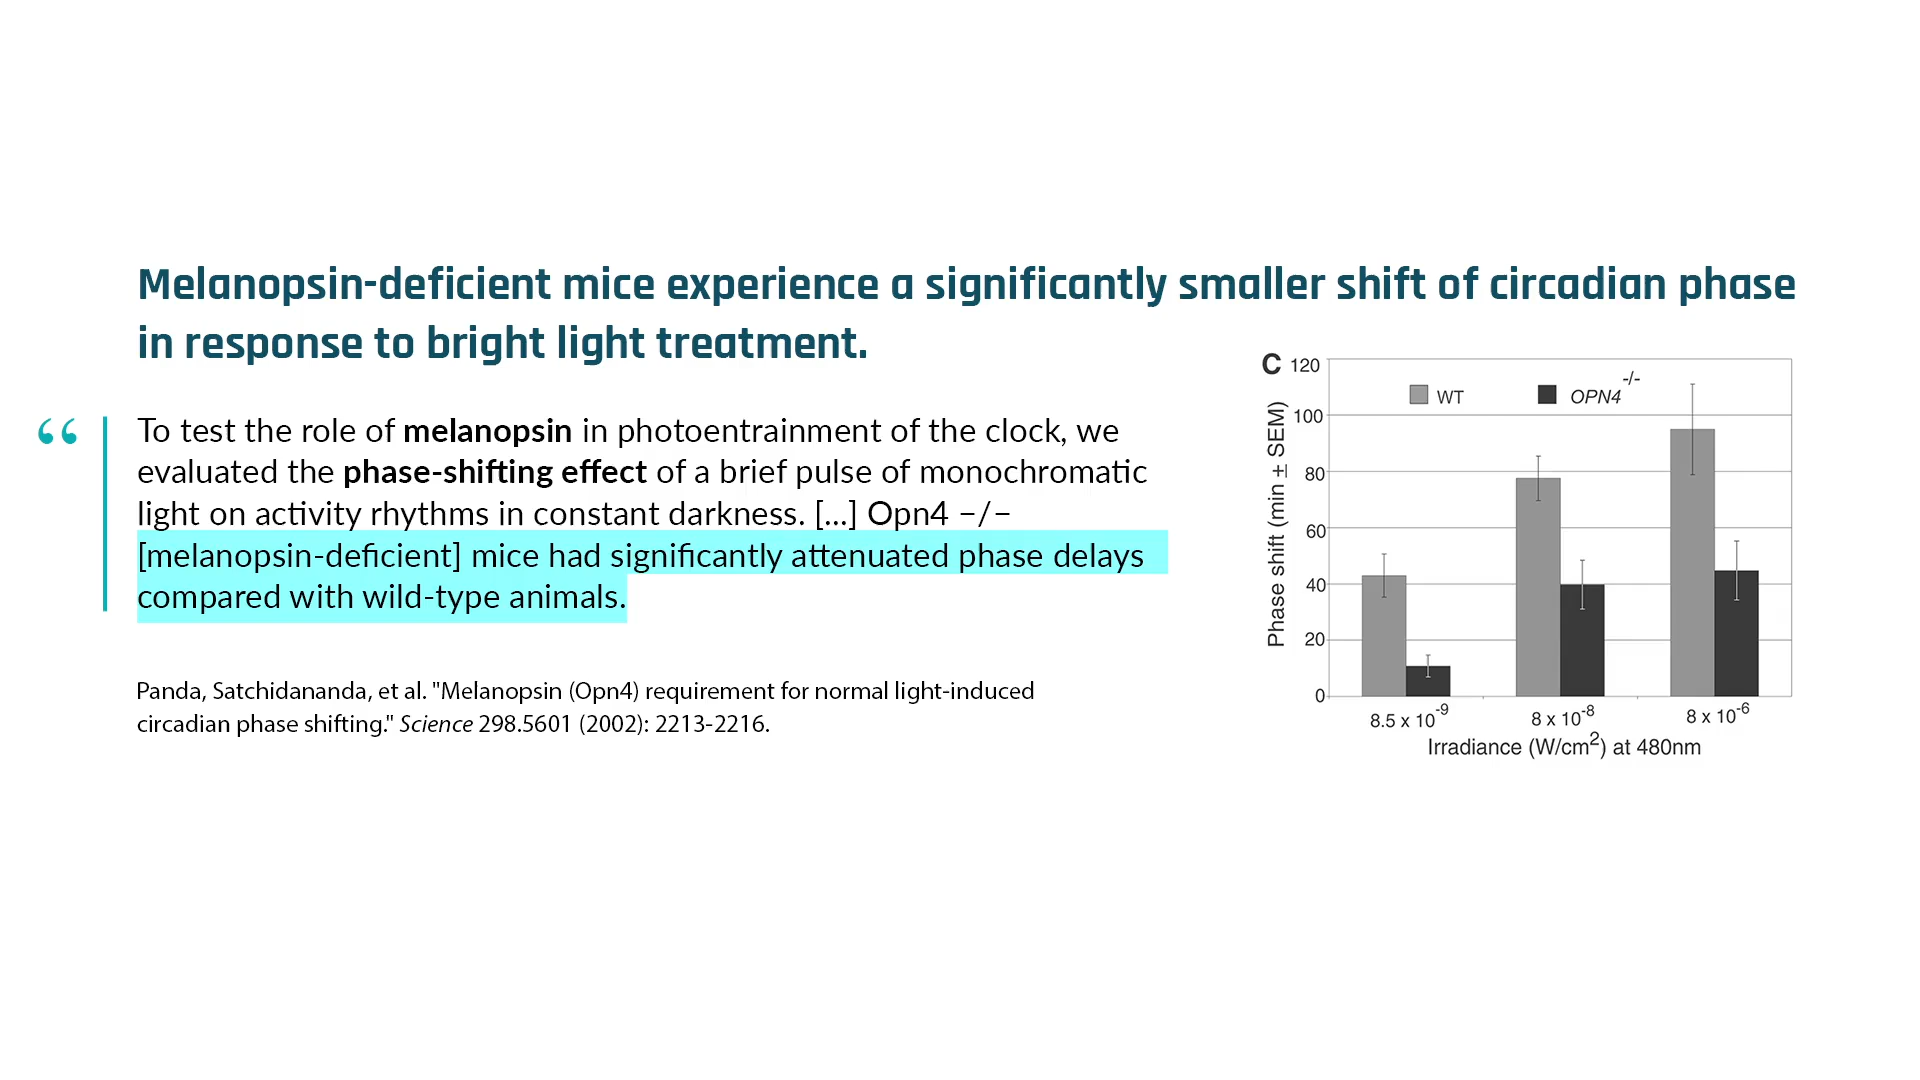 Melanopsin-deficient mice experience a significantly smaller shift of circadian phase
in response to bright light treatment.
“
To test the role of melanopsin in photoentrainment of the clock, we
evaluated the phase-shifting effect of a brief pulse of monochromatic
light on activity rhythms in constant darkness. [...] Opn4 −/−
[melanopsin-deficient] mice had significantly attenuated phase delays
compared with wild-type animals.
Panda, Satchidananda, et al. "Melanopsin (Opn4) requirement for normal light-induced
circadian phase shifting." Science 298.5601 (2002): 2213-2216.
C
WT
OPN4-/-
Phase shift (min ± SEM)
120
100
80
60
40
20
0
8.5 x 10-9
8 x 10-8
8 x 10-6
Irradiance (W/cm2) at 480nm